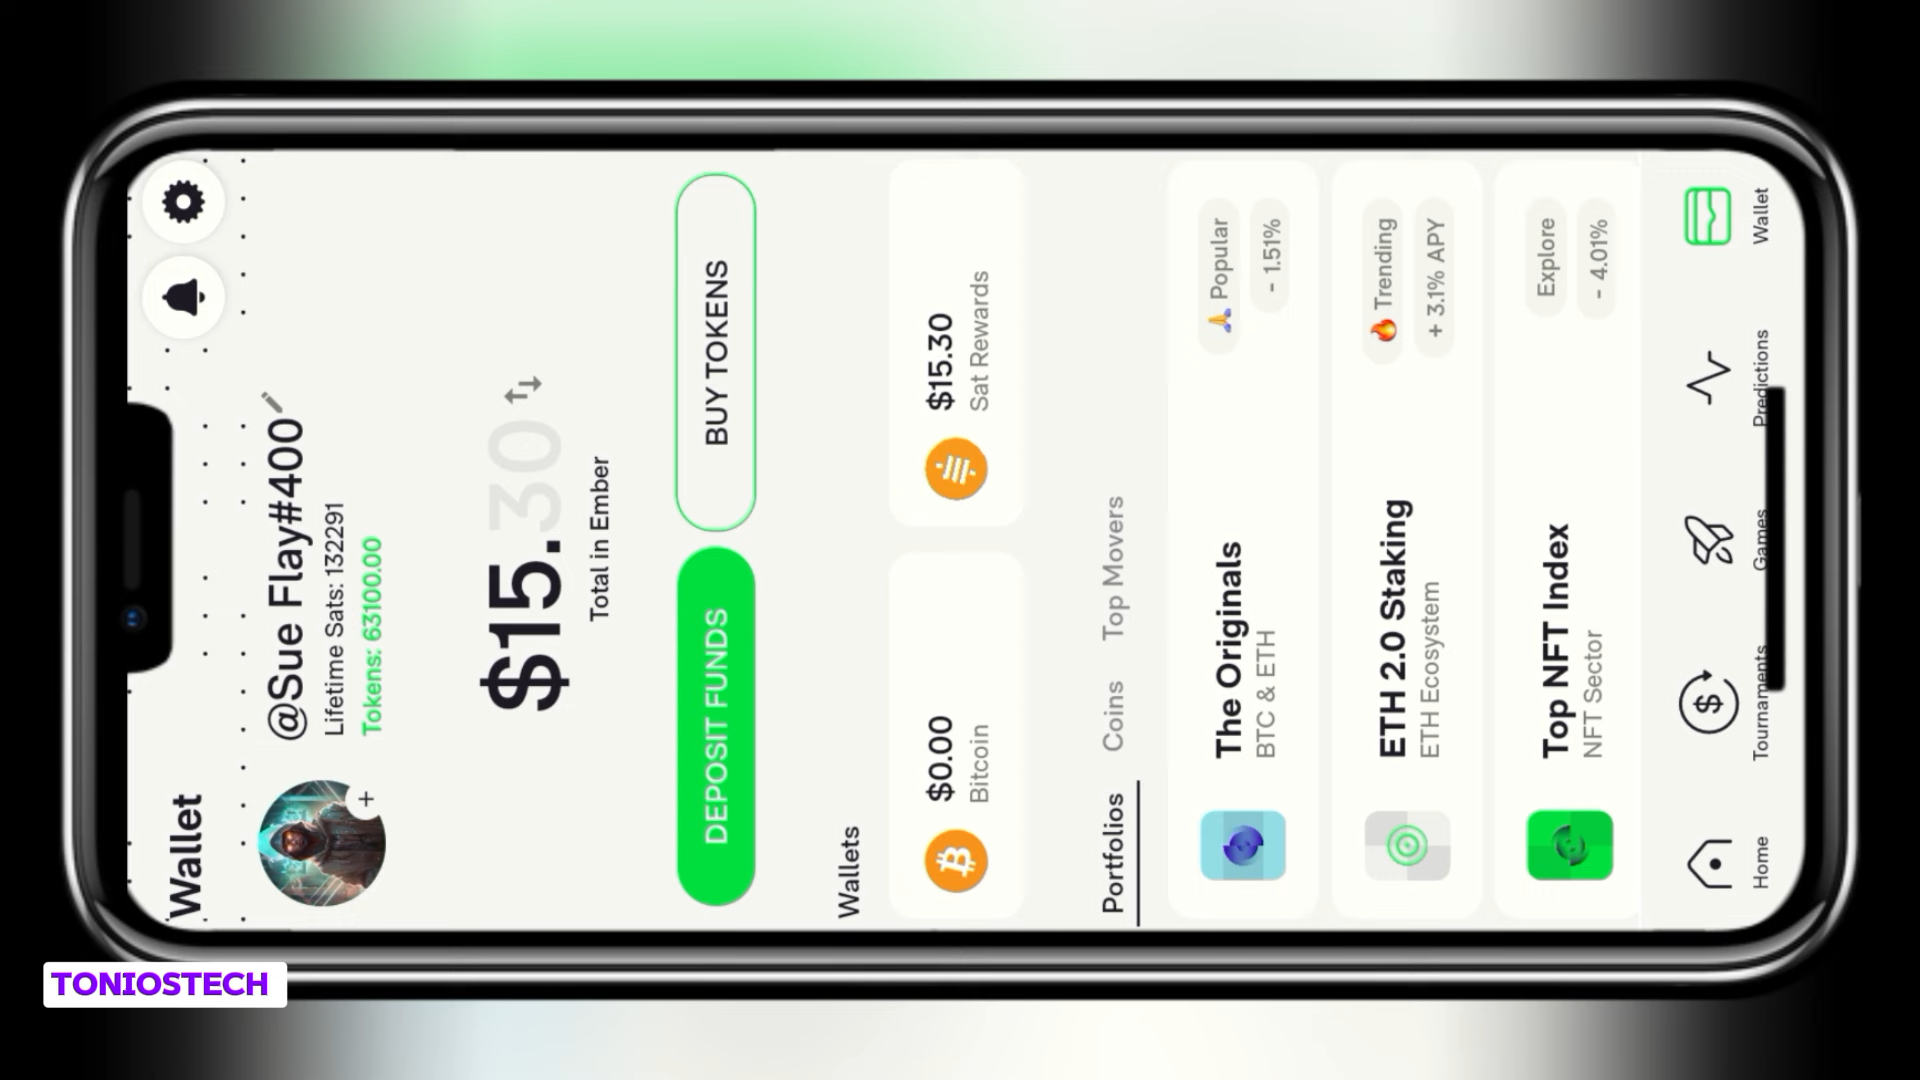 Wallet
@Sue Flay#400
Lifetime Sats: 132291
Tokens: 63100.00
$15.30
Total in Ember
DEPOSIT FUNDS
BUY TOKENS
Wallets
$0.00
Bitcoin
$15.30
Sat Rewards
Portfolios
Coins
Top Movers
The Originals
BTC & ETH
Popular
- 1.51%
ETH 2.0 Staking
ETH Ecosystem
Trending
+ 3.1% APY
Top NFT Index
NFT Sector
Explore
- 4.01%
Home
Tournaments
Games
Predictions
Wallet
TONIOSTECH